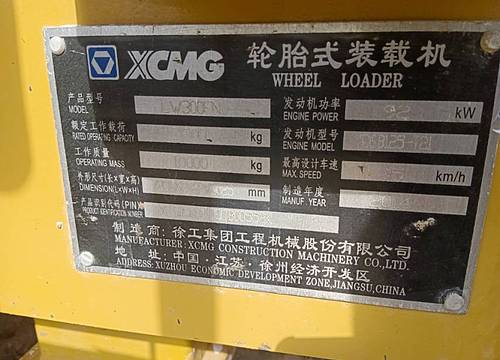 XCMG 轮胎式装载机
WHEEL LOADER
产品型号
MODEL
LW300FN
发动机功率
ENGINE POWER
92 kW
额定工作载荷
RATED OPERATING CAPACITY
kg
发动机型号
ENGINE MODEL
工作质量
OPERATING MASS
10000 kg
最高设计车速
MAX SPEED
km/h
外形尺寸(长×宽×高)
DIMENSION(L×W×H)
mm
制造年度
MANUF. YEAR
产品识别代码(PIN)
PRODUCT IDENTIFICATION NUMBER
制造商:徐工集团工程机械股份有限公司
MANUFACTURER:XCMG CONSTRUCTION MACHINERY CO.,LTD.
地 址:中国·江苏·徐州经济开发区
ADDRESS:XUZHOU ECONOMIC DEVELOPMENT ZONE,JIANGSU,CHINA